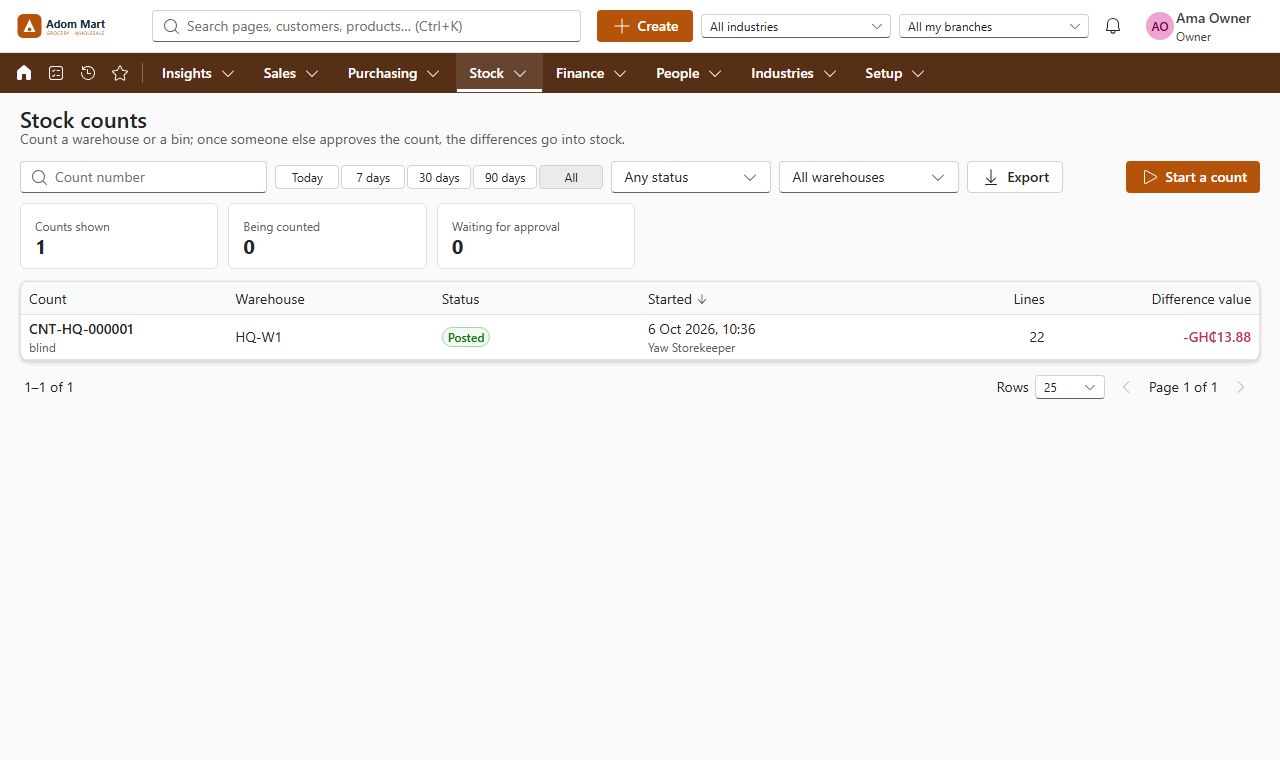 Adom Mart
GROCERY · WHOLESALE
Search pages, customers, products... (Ctrl+K)
Create
All industries
All my branches
AO
Ama Owner
Owner
Insights
Sales
Purchasing
Stock
Finance
People
Industries
Setup
Stock counts
Count a warehouse or a bin; once someone else approves the count, the differences go into stock.
Count number
Today
7 days
30 days
90 days
All
Any status
All warehouses
Export
Start a count
Counts shown
1
Being counted
0
Waiting for approval
0
Count Warehouse Status Started Lines Difference value
CNT-HQ-000001
blind
HQ-W1
Posted
6 Oct 2026, 10:36
Yaw Storekeeper
22
-GH₵13.88
1–1 of 1
Rows
25
Page 1 of 1